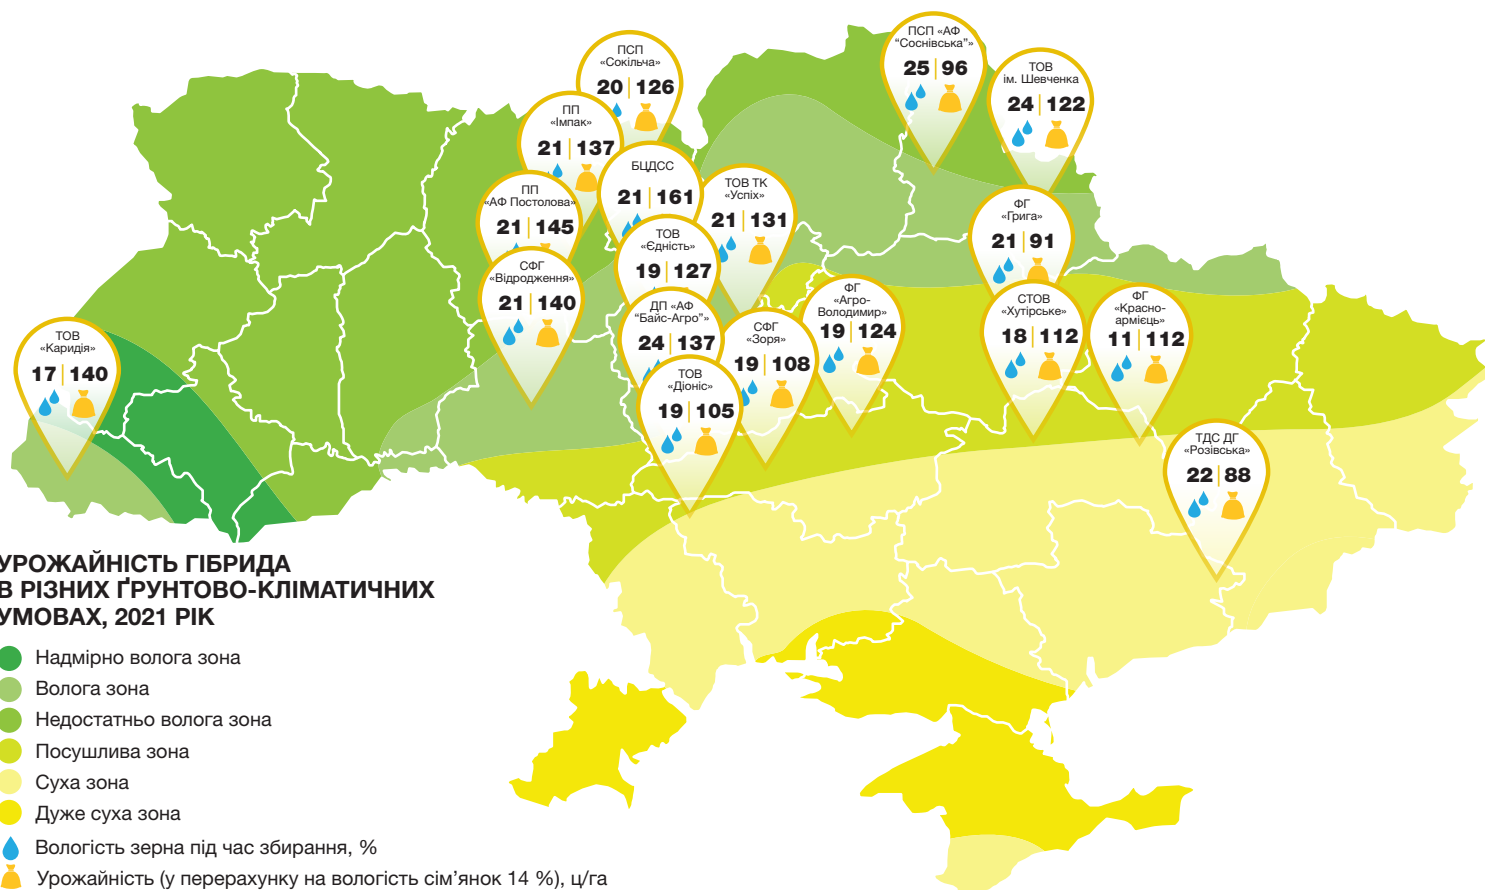 ПСП
«Сокільча»
20 126
ПСП «АФ
"Соснівська"»
25 96
ТОВ
ім. Шевченка
24 122
ПП
«Імпак»
21 137
БЦДСС
21 161
ТОВ ТК
«Успіх»
21 131
ПП
«АФ Постолова»
21 145
ФГ
«Грига»
21 91
ТОВ
«Єдність»
19 127
СФГ
«Відродження»
21 140
ФГ
«Агро-
Володимир»
19 124
СТОВ
«Хутірське»
18 112
ФГ
«Красно-
армієць»
11 112
ДП «АФ
"Байс-Агро"»
24 137
СФГ
«Зоря»
19 108
ТОВ
«Каридія»
17 140
ТОВ
«Діоніс»
19 105
ТДС ДГ
«Розівська»
22 88
УРОЖАЙНІСТЬ ГІБРИДА
В РІЗНИХ ҐРУНТОВО-КЛІМАТИЧНИХ
УМОВАХ, 2021 РІК
Надмірно волога зона
Волога зона
Недостатньо волога зона
Посушлива зона
Суха зона
Дуже суха зона
Вологість зерна під час збирання, %
Урожайність (у перерахунку на вологість сім’янок 14 %), ц/га